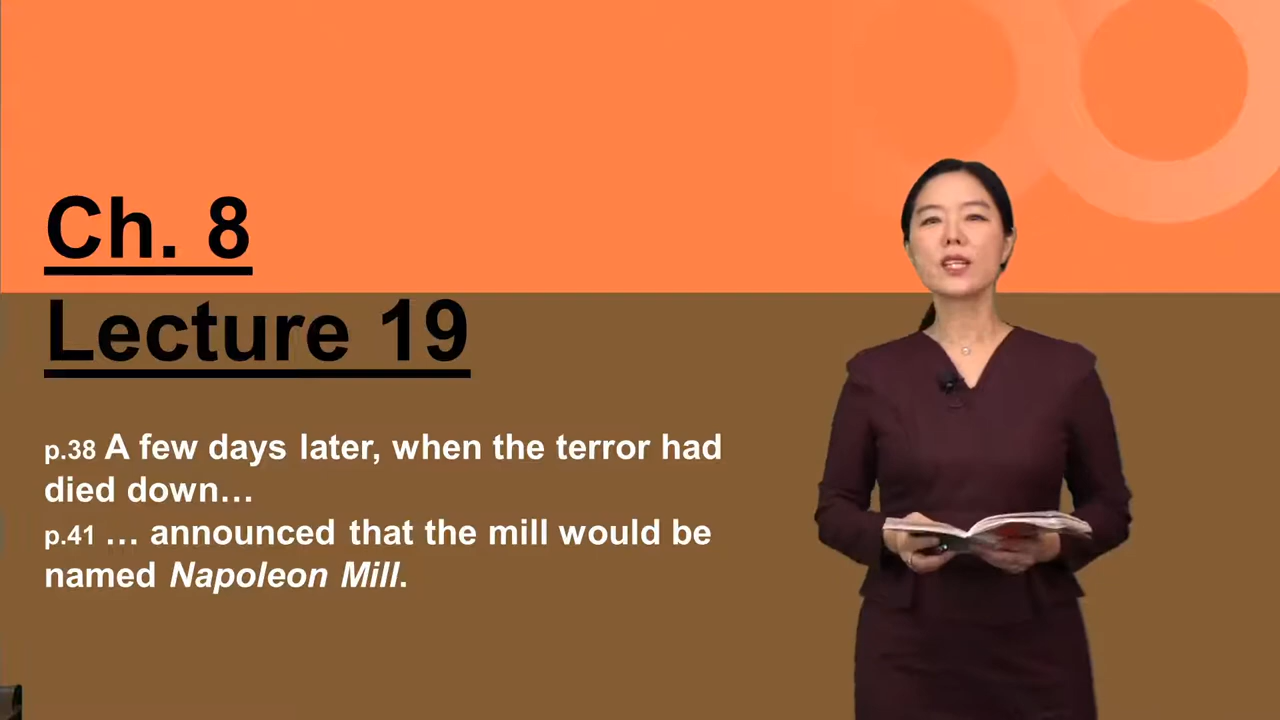 Ch. 8
Lecture 19
p.38 A few days later, when the terror had
died down…
p.41 … announced that the mill would be
named Napoleon Mill.